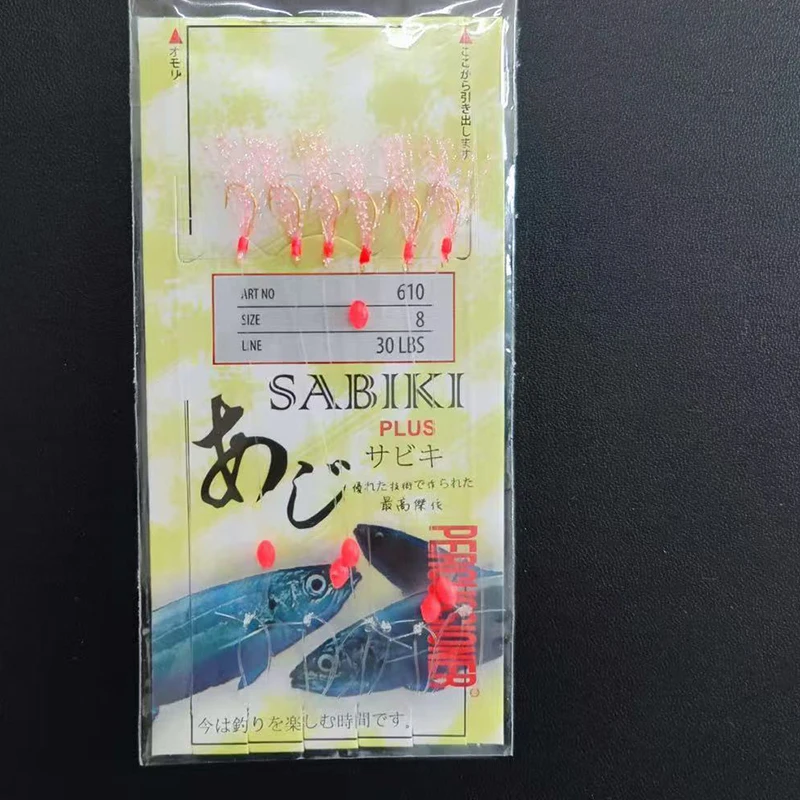 オモリ
ここから引き出します
ART NO 610
SIZE 8
LINE 30 LBS
SABIKI
PLUS
あじ
サビキ
優れた技術で作られた
最高傑作
今は釣りを楽しむ時間です。